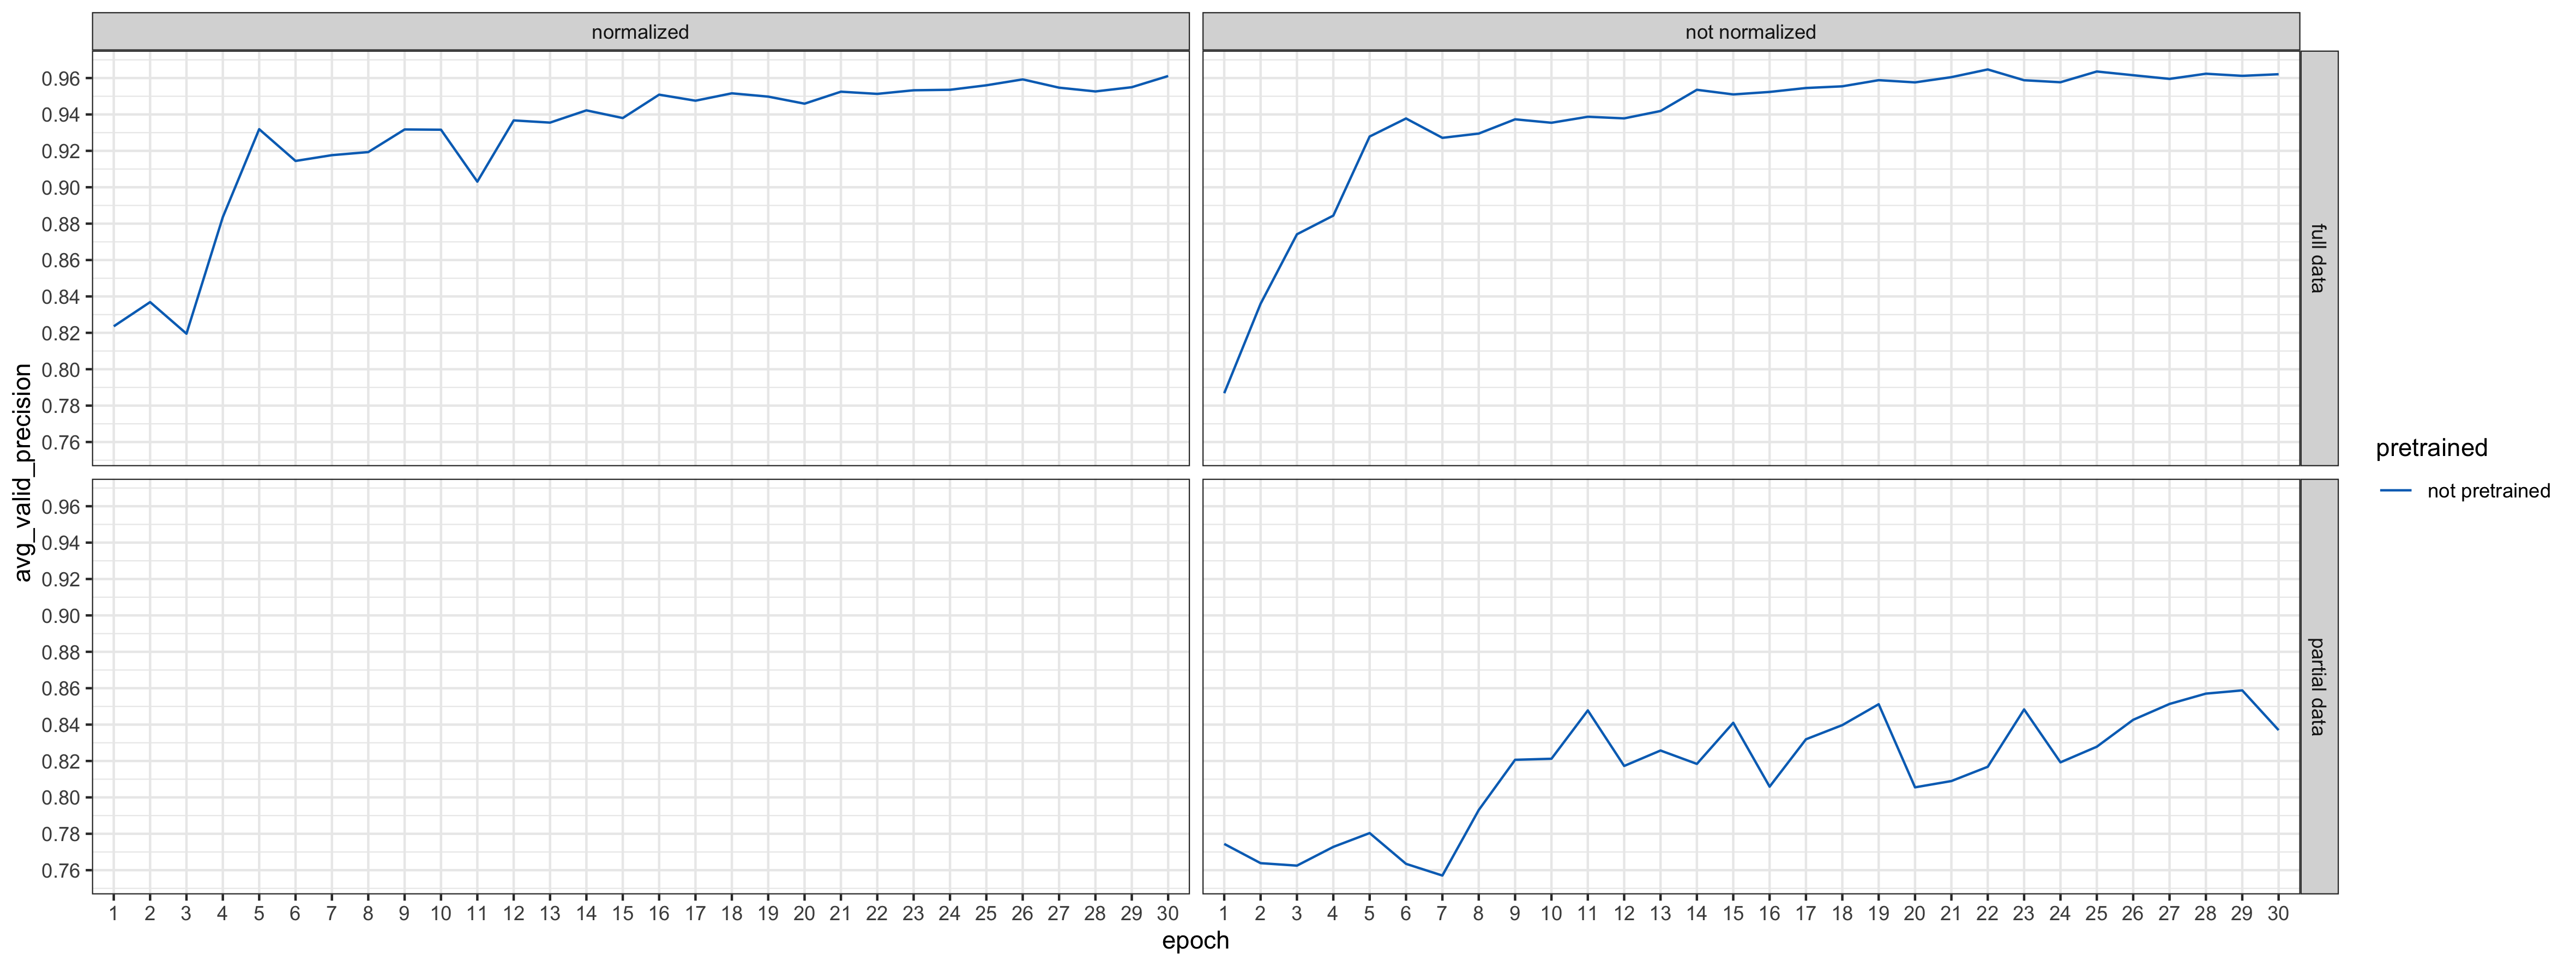 normalized
not normalized
0.96
0.94
0.92
0.90
0.88
0.86
0.84
0.82
0.80
0.78
0.76
full data
avg_valid_precision
0.96
0.94
0.92
0.90
0.88
0.86
0.84
0.82
0.80
0.78
0.76
partial data
1 2 3 4 5 6 7 8 9 10 11 12 13 14 15 16 17 18 19 20 21 22 23 24 25 26 27 28 29 30
1 2 3 4 5 6 7 8 9 10 11 12 13 14 15 16 17 18 19 20 21 22 23 24 25 26 27 28 29 30
epoch
pretrained
not pretrained